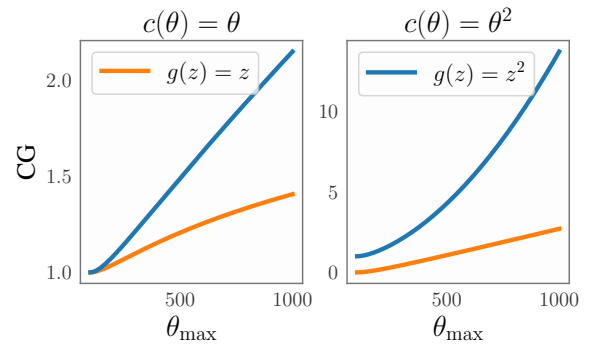 c(θ) = θ
c(θ) = θ²
CG
2.0
1.5
1.0
g(z) = z
10
5
0
g(z) = z²
500
1000
500
1000
θmax
θmax